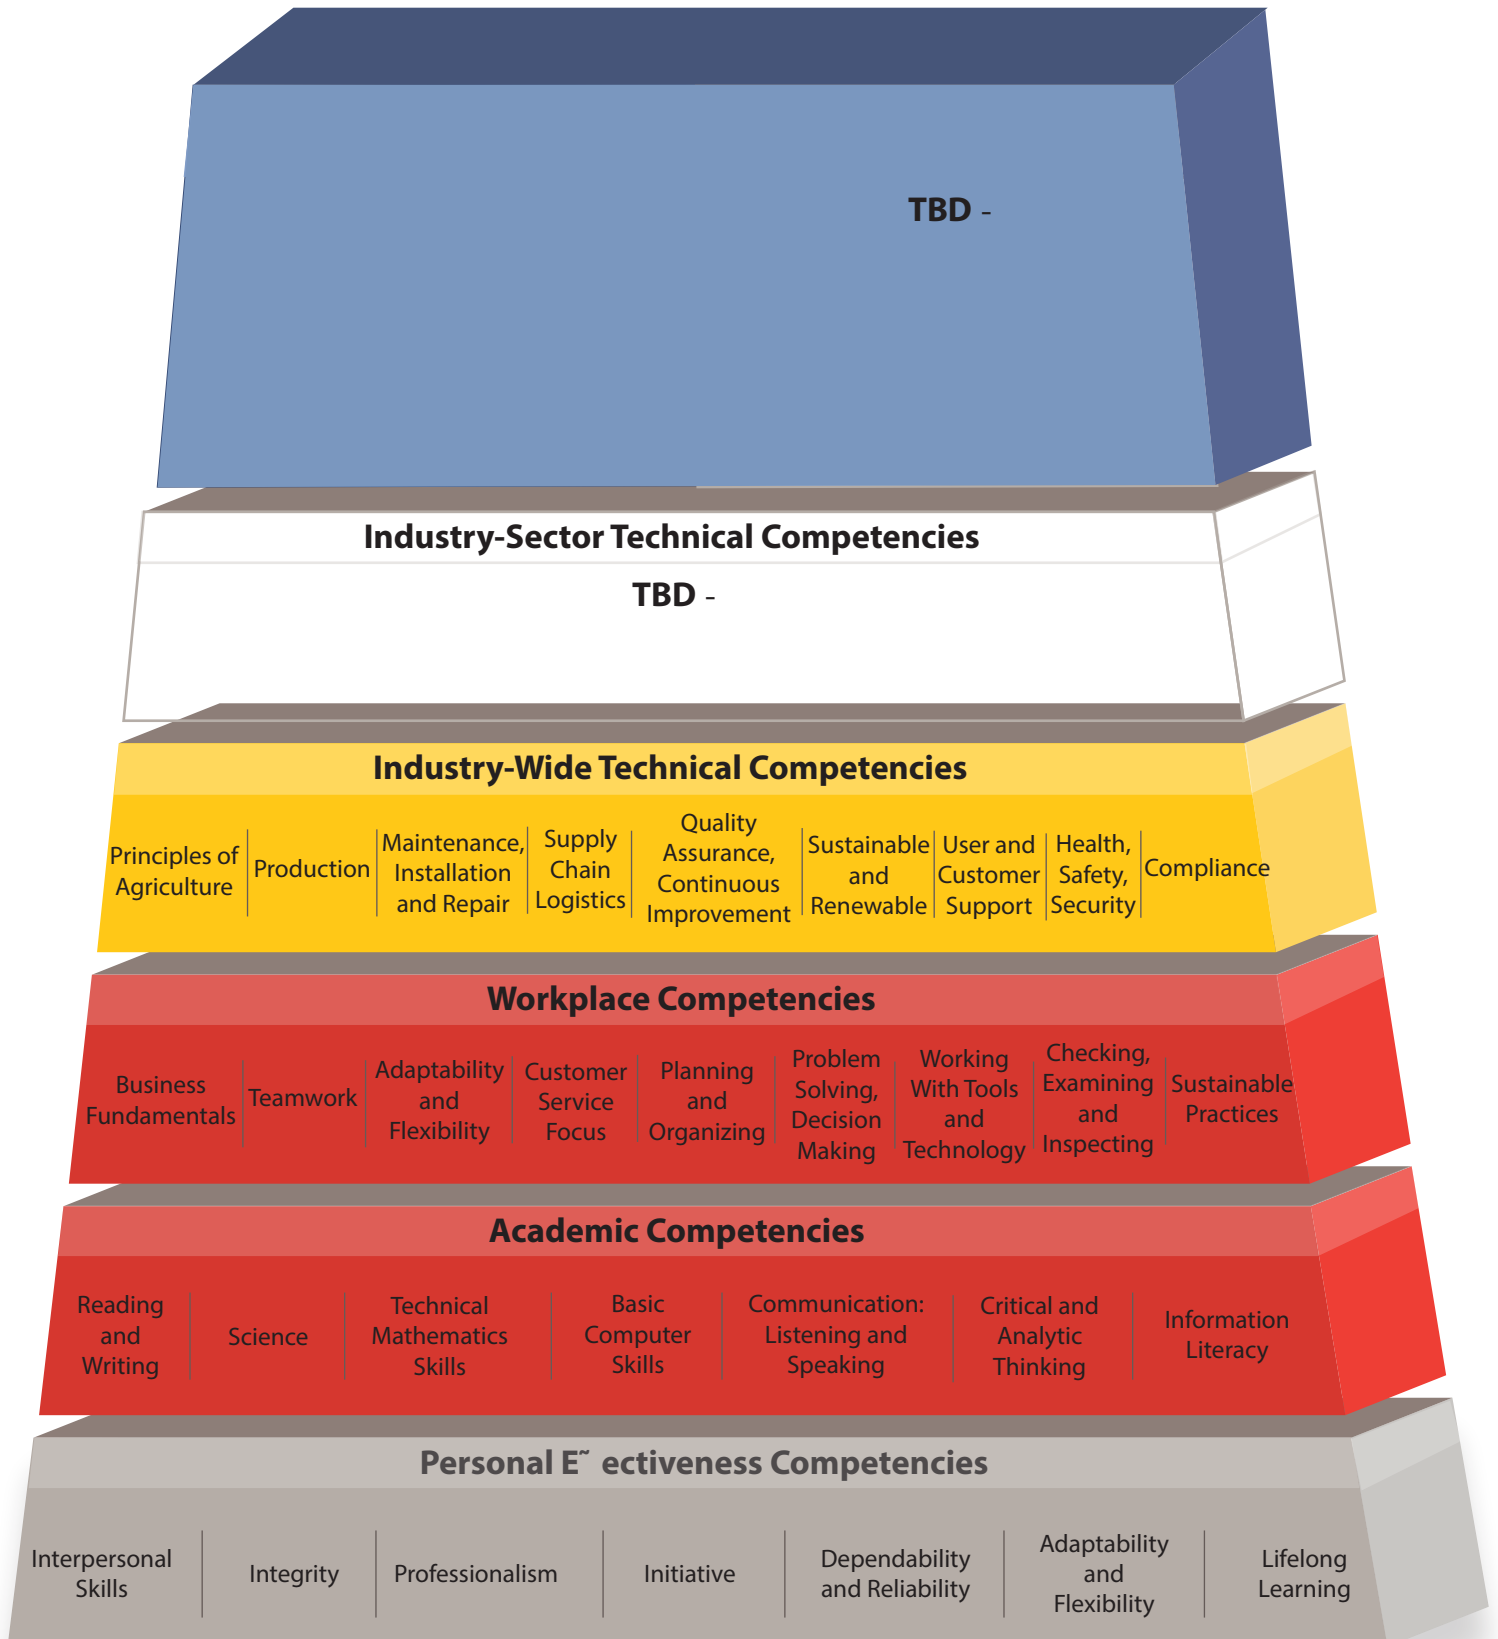 TBD -
Industry-Sector Technical Competencies
TBD -
Industry-Wide Technical Competencies
Principles of
Agriculture
Production
Maintenance,
Installation
and Repair
Supply
Chain
Logistics
Quality
Assurance,
Continuous
Improvement
Sustainable
and
Renewable
User and
Customer
Support
Health,
Safety,
Security
Compliance
Workplace Competencies
Business
Fundamentals
Teamwork
Adaptability
and
Flexibility
Customer
Service
Focus
Planning
and
Organizing
Problem
Solving,
Decision
Making
Working
With Tools
and
Technology
Checking,
Examining
and
Inspecting
Sustainable
Practices
Academic Competencies
Reading
and
Writing
Science
Technical
Mathematics
Skills
Basic
Computer
Skills
Communication:
Listening and
Speaking
Critical and
Analytic
Thinking
Information
Literacy
Personal E˜ ectiveness Competencies
Interpersonal
Skills
Integrity
Professionalism
Initiative
Dependability
and Reliability
Adaptability
and
Flexibility
Lifelong
Learning